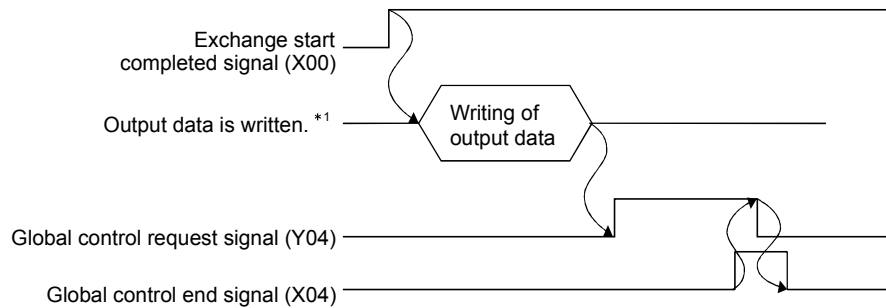 Exchange start
completed signal (X00)
Output data is written. *1
Writing of
output data
Global control request signal (Y04)
Global control end signal (X04)